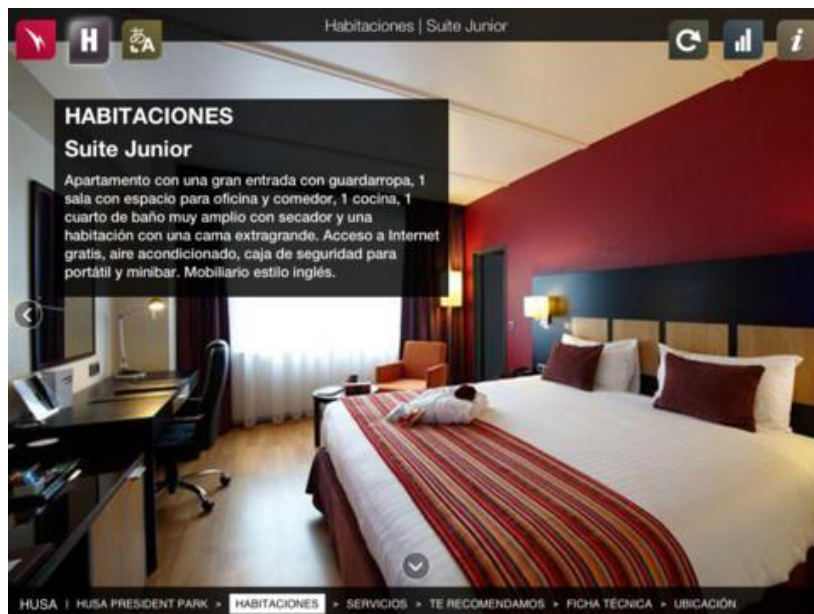 Habitaciones | Suite Junior
H
あA
i
HABITACIONES
Suite Junior
Apartamento con una gran entrada con guardarropa, 1
sala con espacio para oficina y comedor, 1 cocina, 1
cuarto de baño muy amplio con secador y una
habitación con una cama extragrande. Acceso a Internet
gratis, aire acondicionado, caja de seguridad para
portátil y minibar. Mobiliario estilo inglés.
HUSA | HUSA PRESIDENT PARK > HABITACIONES > SERVICIOS > TE RECOMENDAMOS > FICHA TÉCNICA > UBICACIÓN